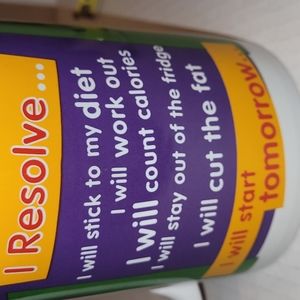 I Resolve...
I will stick to my diet
I will work out
I will count calories
I will stay out of the fridge
I will cut the fat
I will start
tomorrow...